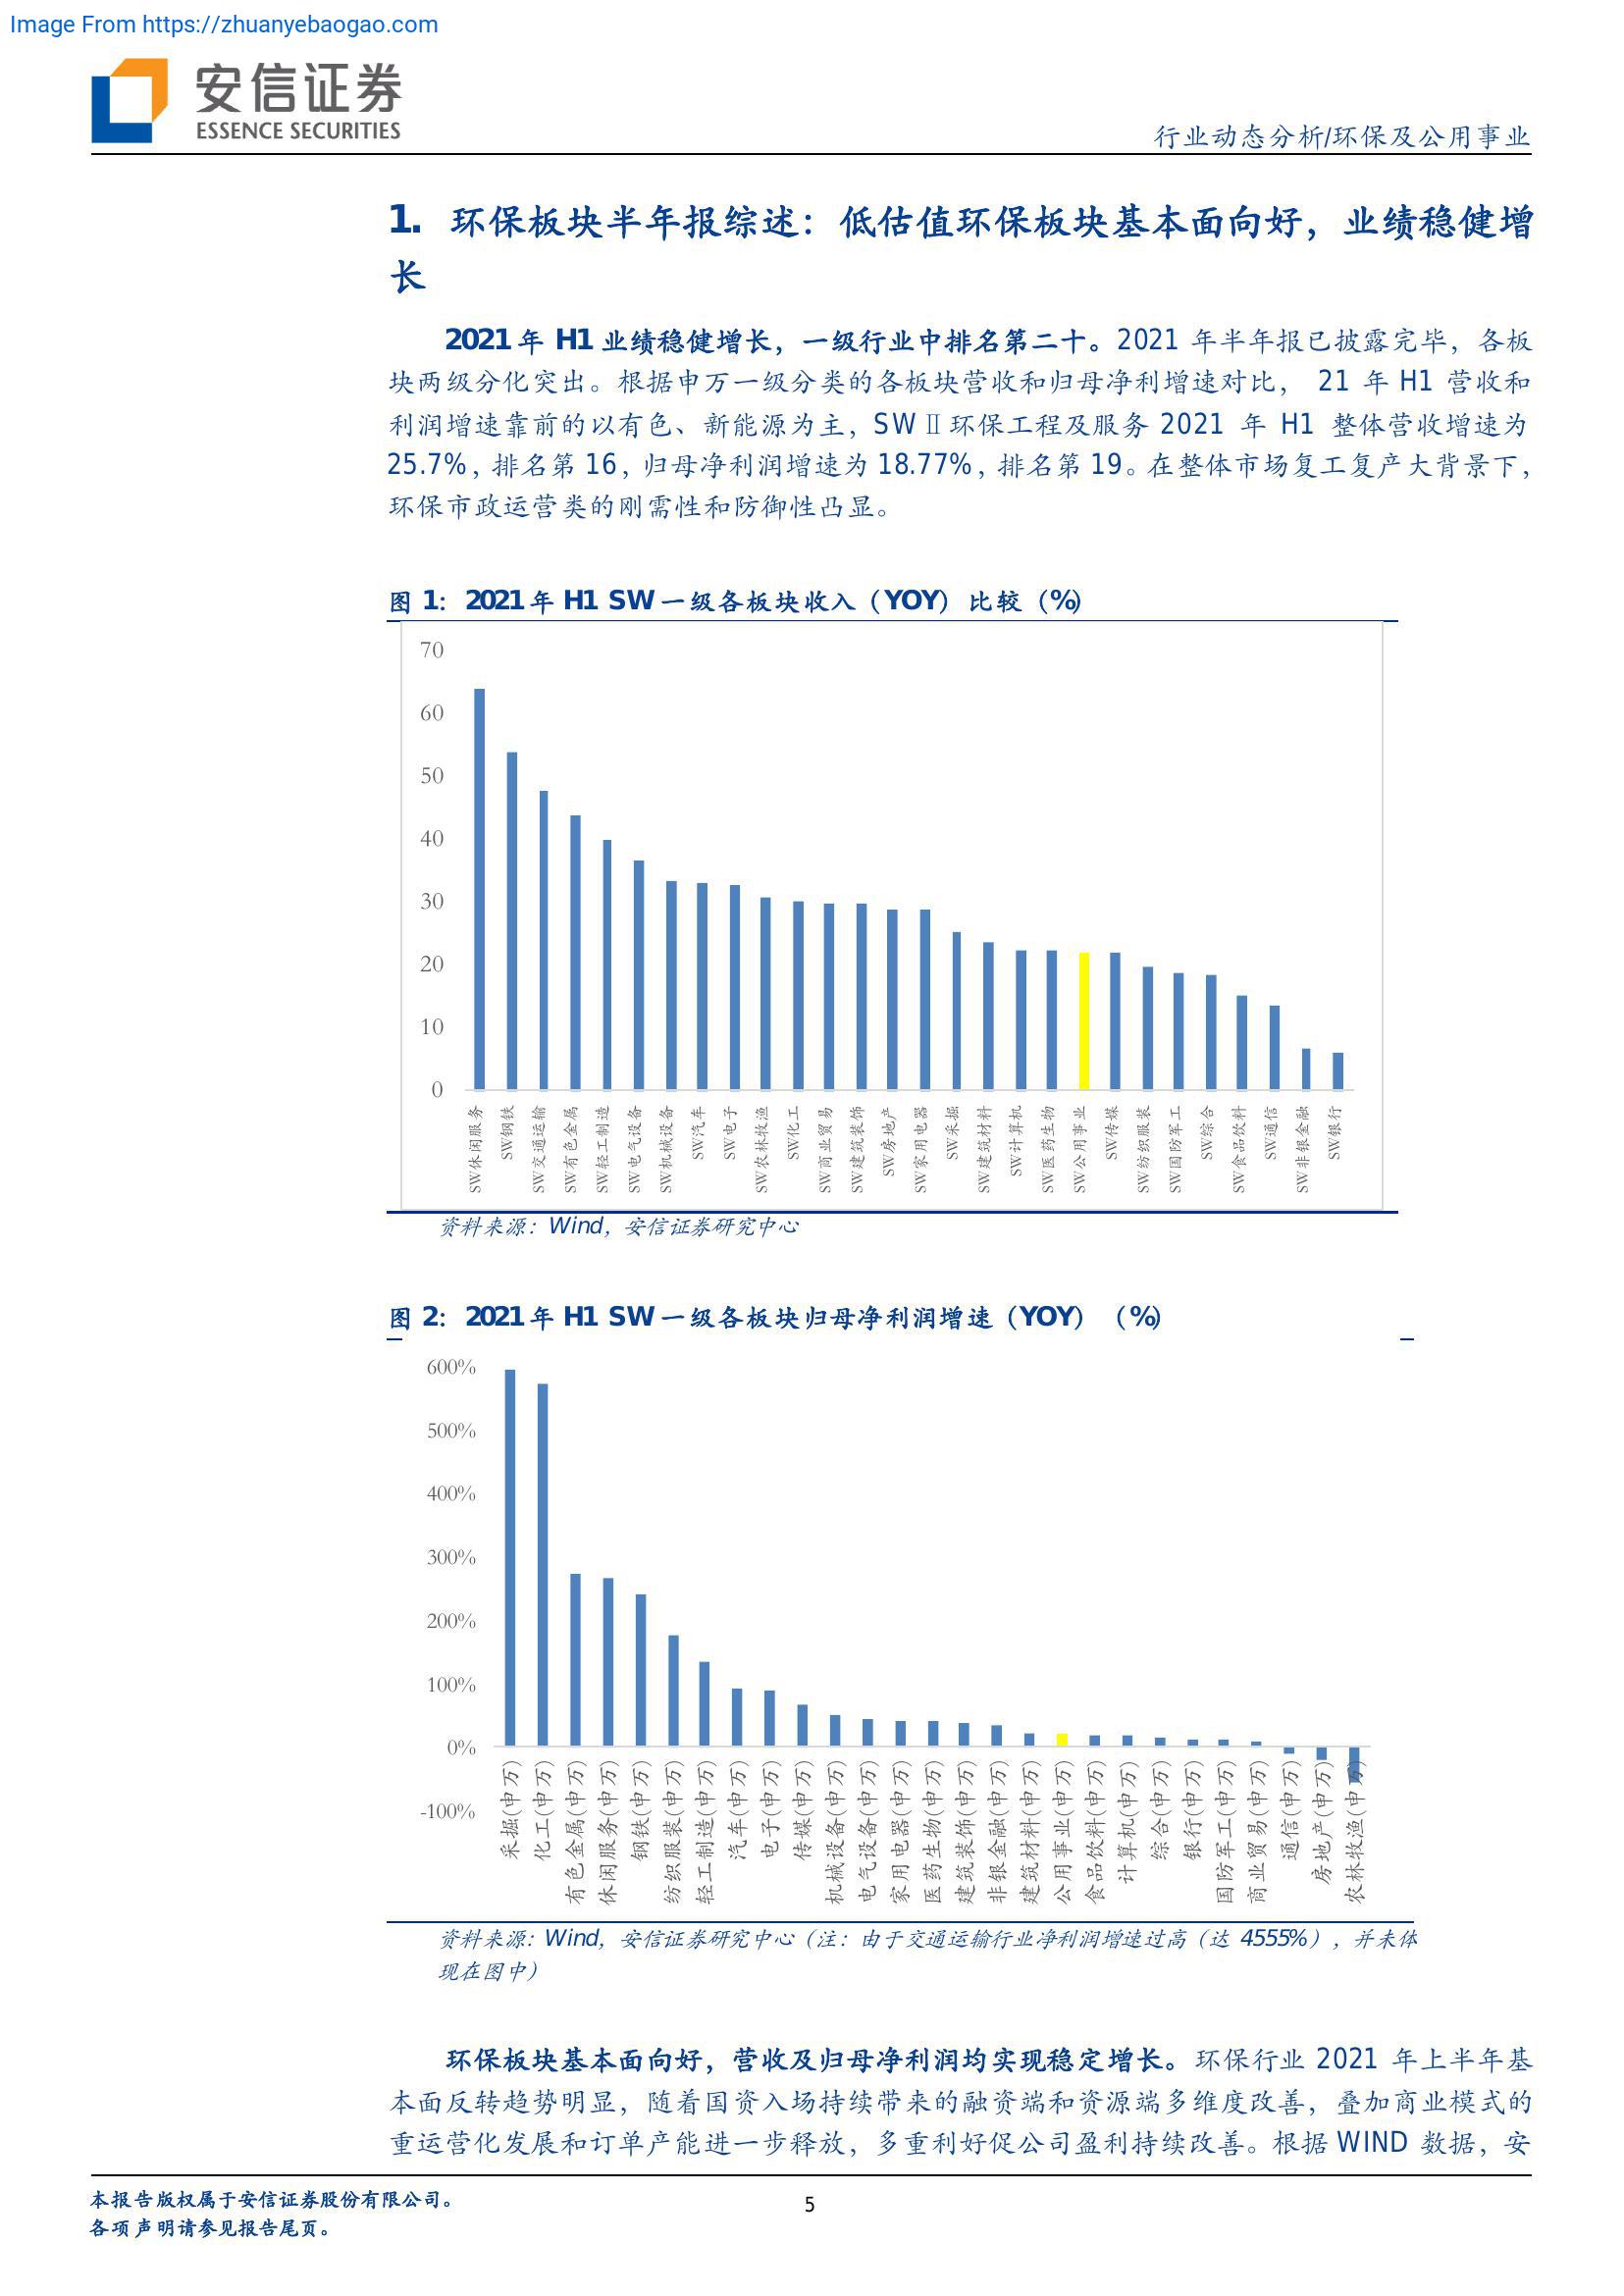 Image From https://zhuanyebaogao.com
安信证券
ESSENCE SECURITIES
行业动态分析/环保及公用事业
1. 环保板块半年报综述：低估值环保板块基本面向好，业绩稳健增
长
2021 年 H1 业绩稳健增长，一级行业中排名第二十。2021 年半年报已披露完毕，各板
块两级分化突出。根据申万一级分类的各板块营收和归母净利增速对比， 21 年 H1 营收和
利润增速靠前的以有色、新能源为主，SWⅡ环保工程及服务 2021 年 H1 整体营收增速为
25.7%，排名第 16，归母净利润增速为 18.77%，排名第 19。在整体市场复工复产大背景下，
环保市政运营类的刚需性和防御性凸显。
图 1：2021 年 H1 SW 一级各板块收入（YOY）比较（%）
70
60
50
40
30
20
10
0
SW休闲服务
SW钢铁
SW交通运输
SW有色金属
SW轻工制造
SW电气设备
SW机械设备
SW汽车
SW电子
SW农林牧渔
SW化工
SW商业贸易
SW建筑装饰
SW房地产
SW家用电器
SW采掘
SW建筑材料
SW计算机
SW医药生物
SW公用事业
SW传媒
SW纺织服装
SW国防军工
SW综合
SW食品饮料
SW通信
SW非银金融
SW银行
资料来源：Wind，安信证券研究中心
图 2：2021 年 H1 SW 一级各板块归母净利润增速（YOY）（%）
600%
500%
400%
300%
200%
100%
0%
-100%
采掘(申万)
化工(申万)
有色金属(申万)
休闲服务(申万)
钢铁(申万)
纺织服装(申万)
轻工制造(申万)
汽车(申万)
电子(申万)
传媒(申万)
机械设备(申万)
电气设备(申万)
家用电器(申万)
医药生物(申万)
建筑装饰(申万)
非银金融(申万)
建筑材料(申万)
公用事业(申万)
食品饮料(申万)
计算机(申万)
综合(申万)
银行(申万)
国防军工(申万)
商业贸易(申万)
通信(申万)
房地产(申万)
农林牧渔(申万)
资料来源：Wind，安信证券研究中心（注：由于交通运输行业净利润增速过高（达 4555%），并未体
现在图中）
环保板块基本面向好，营收及归母净利润均实现稳定增长。环保行业 2021 年上半年基
本面反转趋势明显，随着国资入场持续带来的融资端和资源端多维度改善，叠加商业模式的
重运营化发展和订单产能进一步释放，多重利好促公司盈利持续改善。根据 WIND 数据，安
本报告版权属于安信证券股份有限公司。
5
各项声明请参见报告尾页。